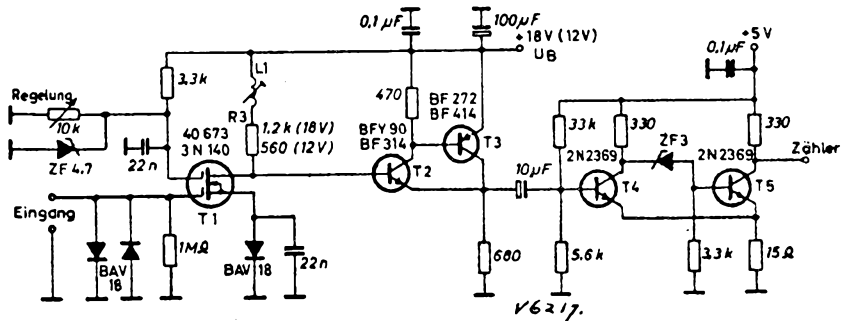 0,1µF
100µF
+18V (12V)
UB
+5V
0,1µF
L1
3,3k
Regelung
10k
ZF 4.7
22n
40 673
3N 140
R3
1,2k (18V)
560 (12V)
470
BFY 90
BF 314
BF 272
BF 414
T2
T3
33k
330
330
Zähler
2N2369
ZF3
2N2369
10µF
T4
T5
T1
Eingang
BAV
18
1MΩ
BAV 18
22n
680
5.6k
3,3k
15Ω
V621j.